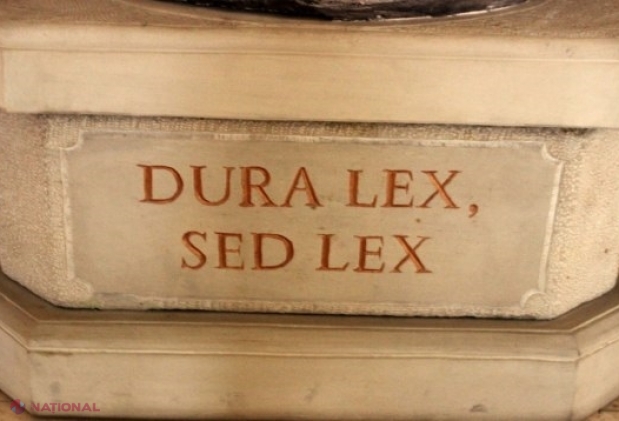 DURA LEX,
SED LEX
NATIONAL